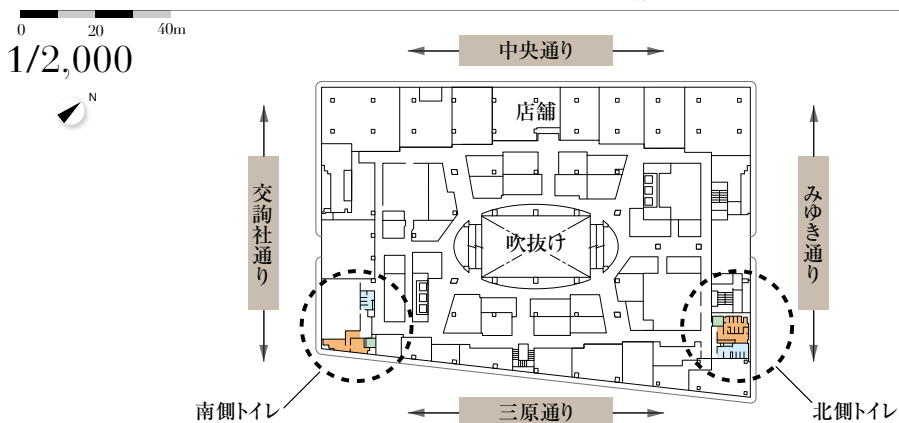 0 20 40m
1/2,000
N
中央通り
店舗
交詢社通り
みゆき通り
吹抜け
南側トイレ
三原通り
北側トイレ